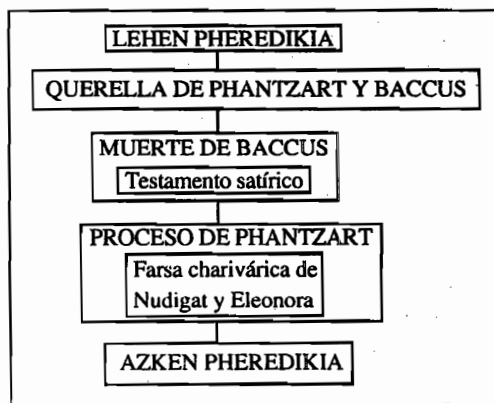 LEHEN PHEREDIKIA
QUERELLA DE PHANTZART Y BACCUS
MUERTE DE BACCUS
Testamento satírico
PROCESO DE PHANTZART
Farsa charivárica de
Nudigat y Eleonora
AZKEN PHEREDIKIA